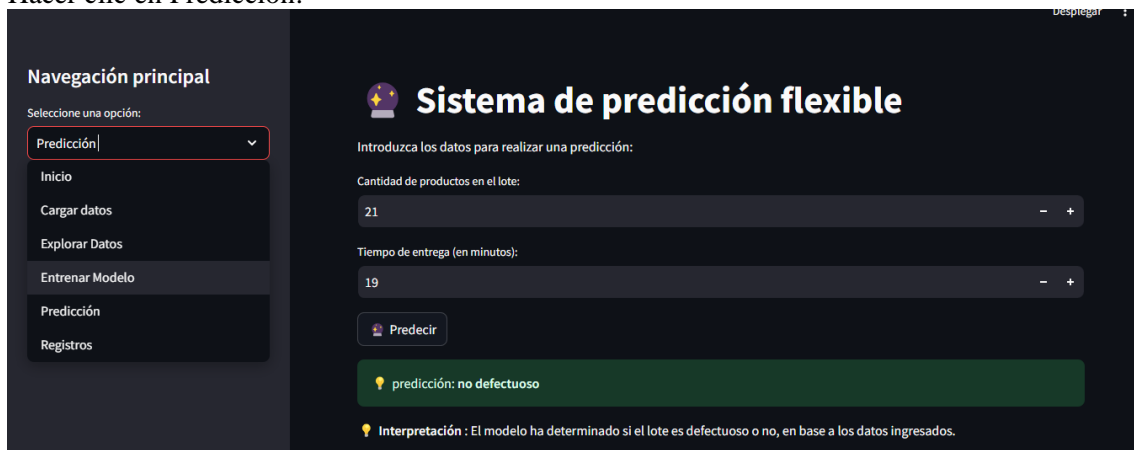 Hacer clic en Predicción.
Desplegar
Navegación principal
Seleccione una opción:
Predicción
Inicio
Cargar datos
Explorar Datos
Entrenar Modelo
Predicción
Registros
Sistema de predicción flexible
Introduzca los datos para realizar una predicción:
Cantidad de productos en el lote:
21
Tiempo de entrega (en minutos):
19
Predecir
predicción: no defectuoso
Interpretación : El modelo ha determinado si el lote es defectuoso o no, en base a los datos ingresados.